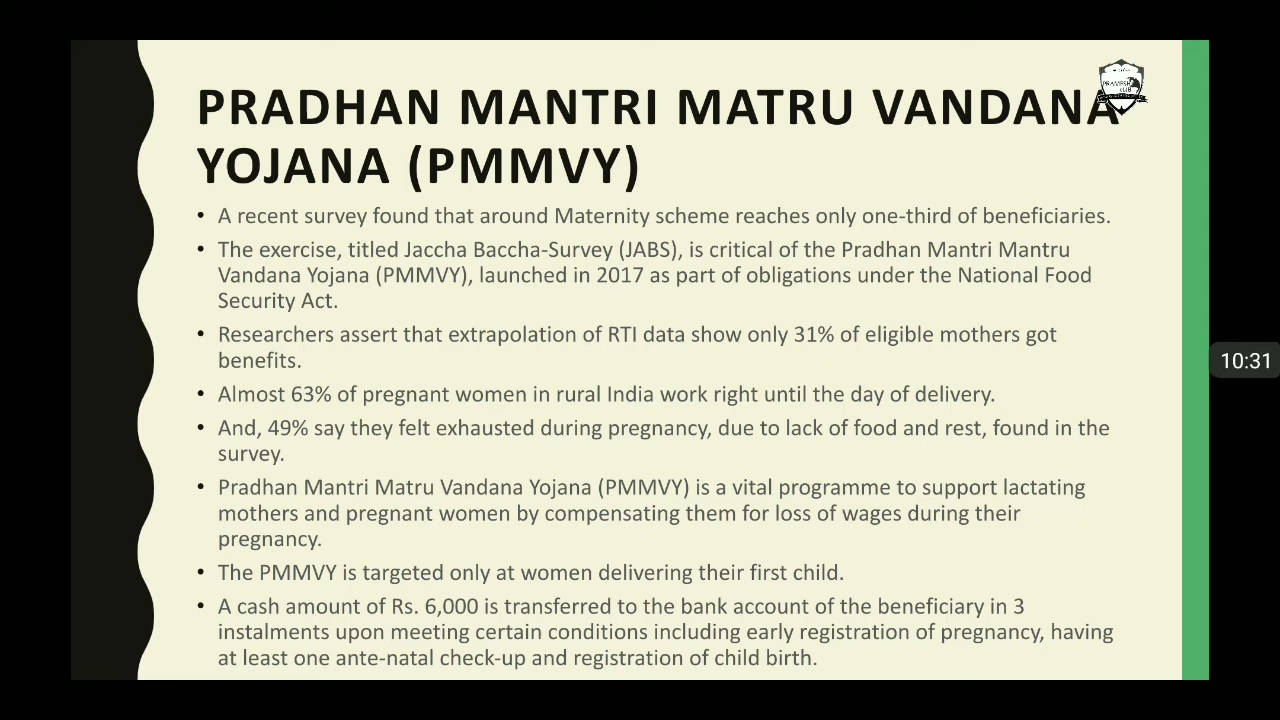 PRADHAN MANTRI MATRU VANDANA
YOJANA (PMMVY)
• A recent survey found that around Maternity scheme reaches only one-third of beneficiaries.
• The exercise, titled Jaccha Baccha-Survey (JABS), is critical of the Pradhan Mantri Mantru
Vandana Yojana (PMMVY), launched in 2017 as part of obligations under the National Food
Security Act.
• Researchers assert that extrapolation of RTI data show only 31% of eligible mothers got
benefits.
• Almost 63% of pregnant women in rural India work right until the day of delivery.
• And, 49% say they felt exhausted during pregnancy, due to lack of food and rest, found in the
survey.
• Pradhan Mantri Matru Vandana Yojana (PMMVY) is a vital programme to support lactating
mothers and pregnant women by compensating them for loss of wages during their
pregnancy.
• The PMMVY is targeted only at women delivering their first child.
• A cash amount of Rs. 6,000 is transferred to the bank account of the beneficiary in 3
instalments upon meeting certain conditions including early registration of pregnancy, having
at least one ante-natal check-up and registration of child birth.
10:31